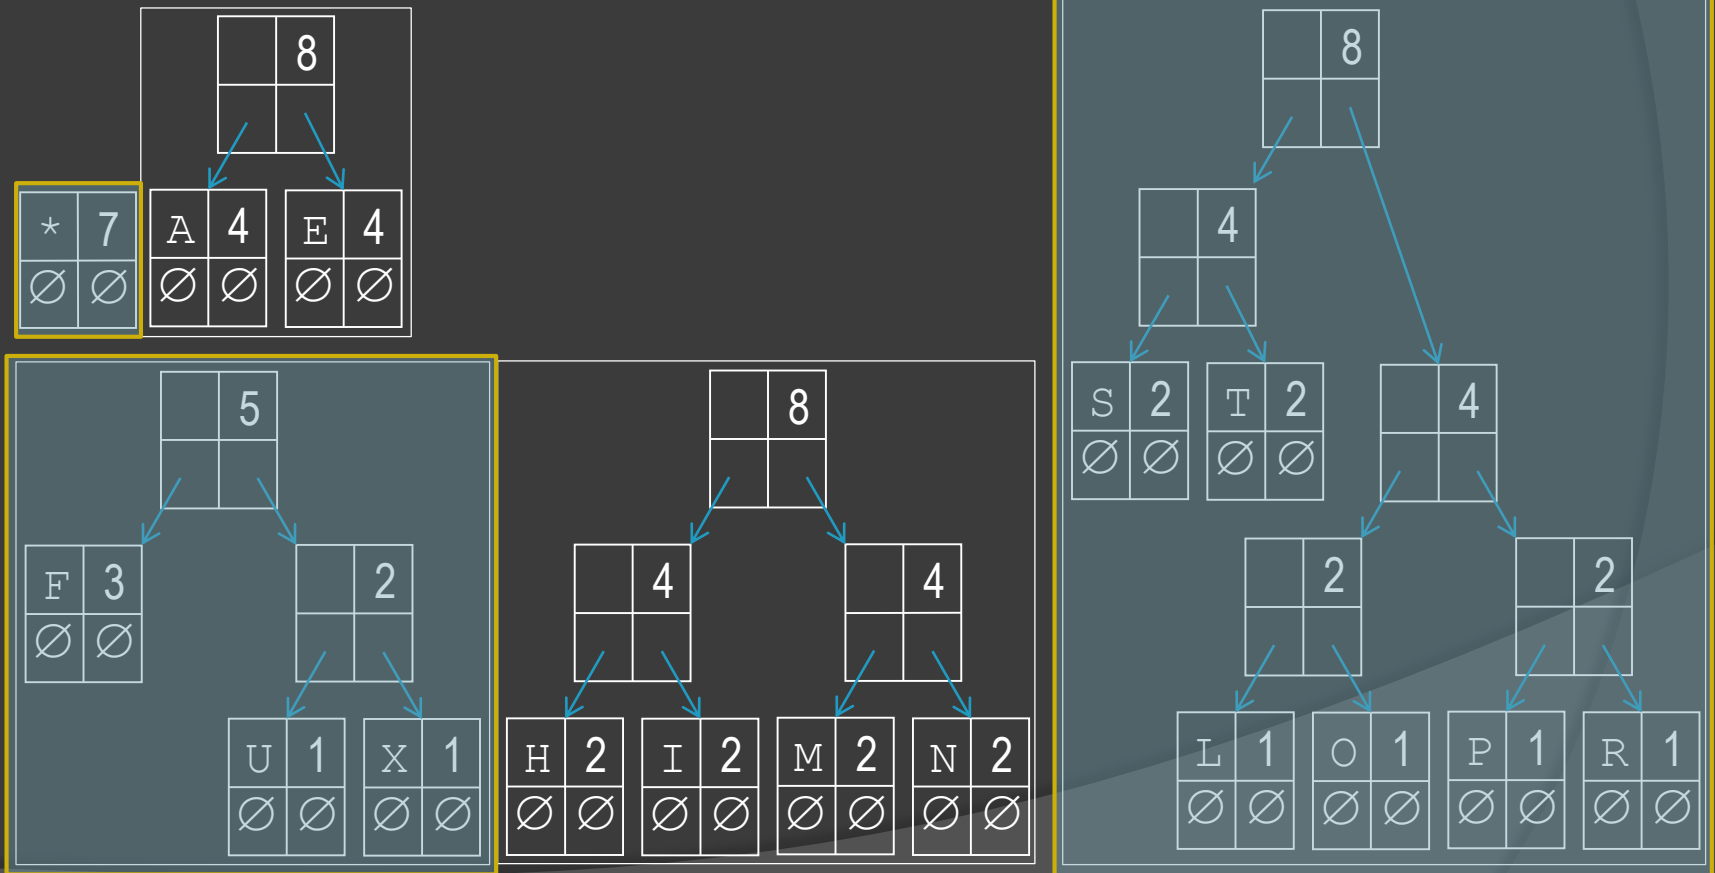 8
8
* 7 A 4 E 4
∅ ∅ ∅ ∅ ∅ ∅
4
5
8
S 2 T 2 4
∅ ∅ ∅ ∅
F 3 2
∅ ∅
4 4
2 2
U 1 X 1
∅ ∅ ∅ ∅
H 2 I 2 M 2 N 2
∅ ∅ ∅ ∅ ∅ ∅ ∅ ∅
L 1 O 1 P 1 R 1
∅ ∅ ∅ ∅ ∅ ∅ ∅ ∅